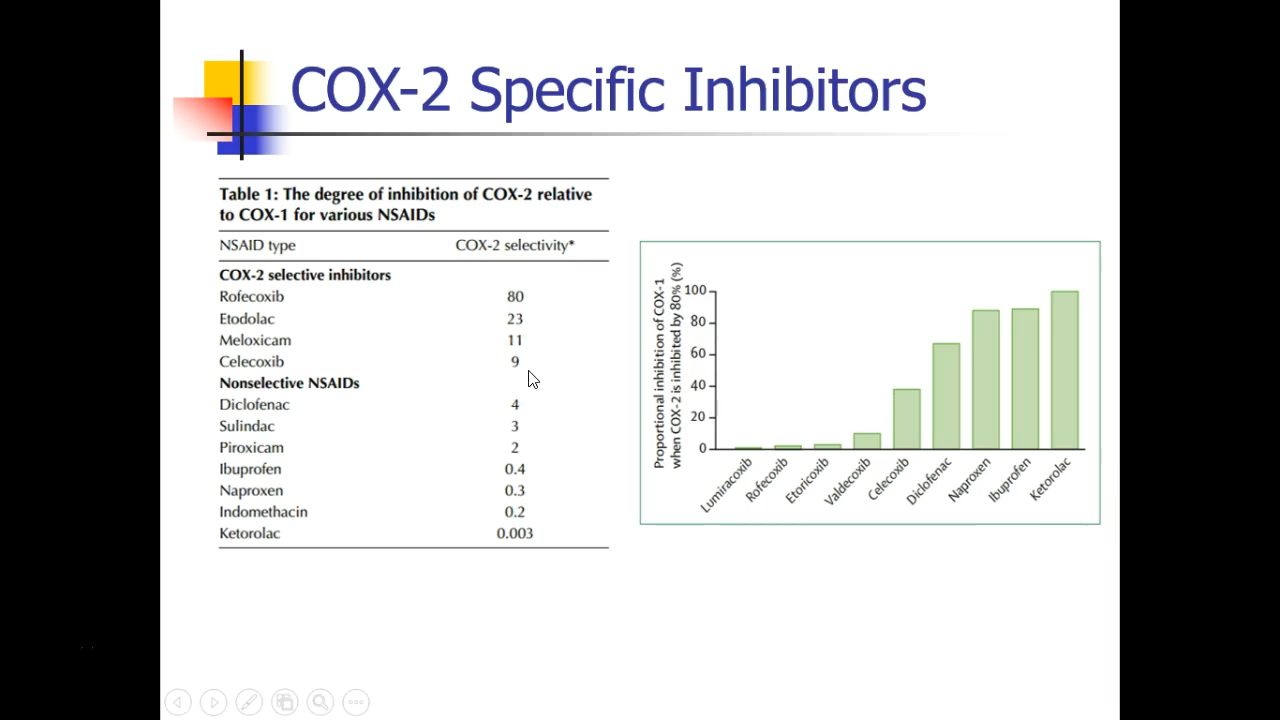 COX-2 Specific Inhibitors
Table 1: The degree of inhibition of COX-2 relative
to COX-1 for various NSAIDs
NSAID type COX-2 selectivity*
COX-2 selective inhibitors
Rofecoxib 80
Etodolac 23
Meloxicam 11
Celecoxib 9
Nonselective NSAIDs
Diclofenac 4
Sulindac 3
Piroxicam 2
Ibuprofen 0.4
Naproxen 0.3
Indomethacin 0.2
Ketorolac 0.003
Proportional inhibition of COX-1
when COX-2 is inhibited by 80% (%)
100
80
60
40
20
0
Lumiracoxib
Rofecoxib
Etoricoxib
Valdecoxib
Celecoxib
Diclofenac
Naproxen
Ibuprofen
Ketorolac